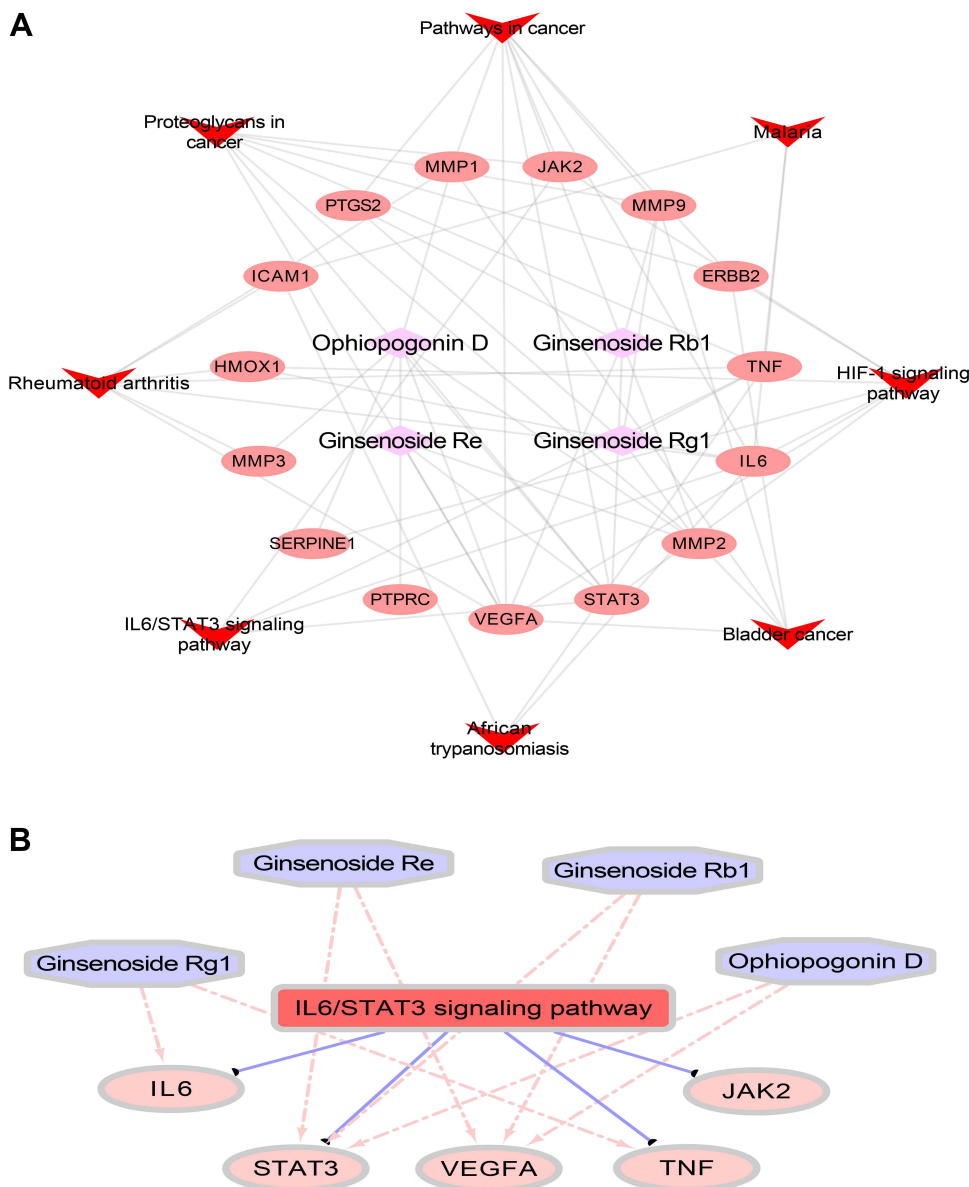 A
Pathways in cancer
Proteoglycans in
cancer
Malaria
MMP1
JAK2
PTGS2
MMP9
ICAM1
ERBB2
Ophiopogonin D
Ginsenoside Rb1
HMOX1
TNF
Rheumatoid arthritis
HIF-1 signaling
pathway
Ginsenoside Re
Ginsenoside Rg1
MMP3
IL6
SERPINE1
MMP2
PTPRC
VEGFA
STAT3
IL6/STAT3 signaling
pathway
Bladder cancer
African
trypanosomiasis
B
Ginsenoside Re
Ginsenoside Rb1
Ginsenoside Rg1
Ophiopogonin D
IL6/STAT3 signaling pathway
IL6
JAK2
STAT3
VEGFA
TNF